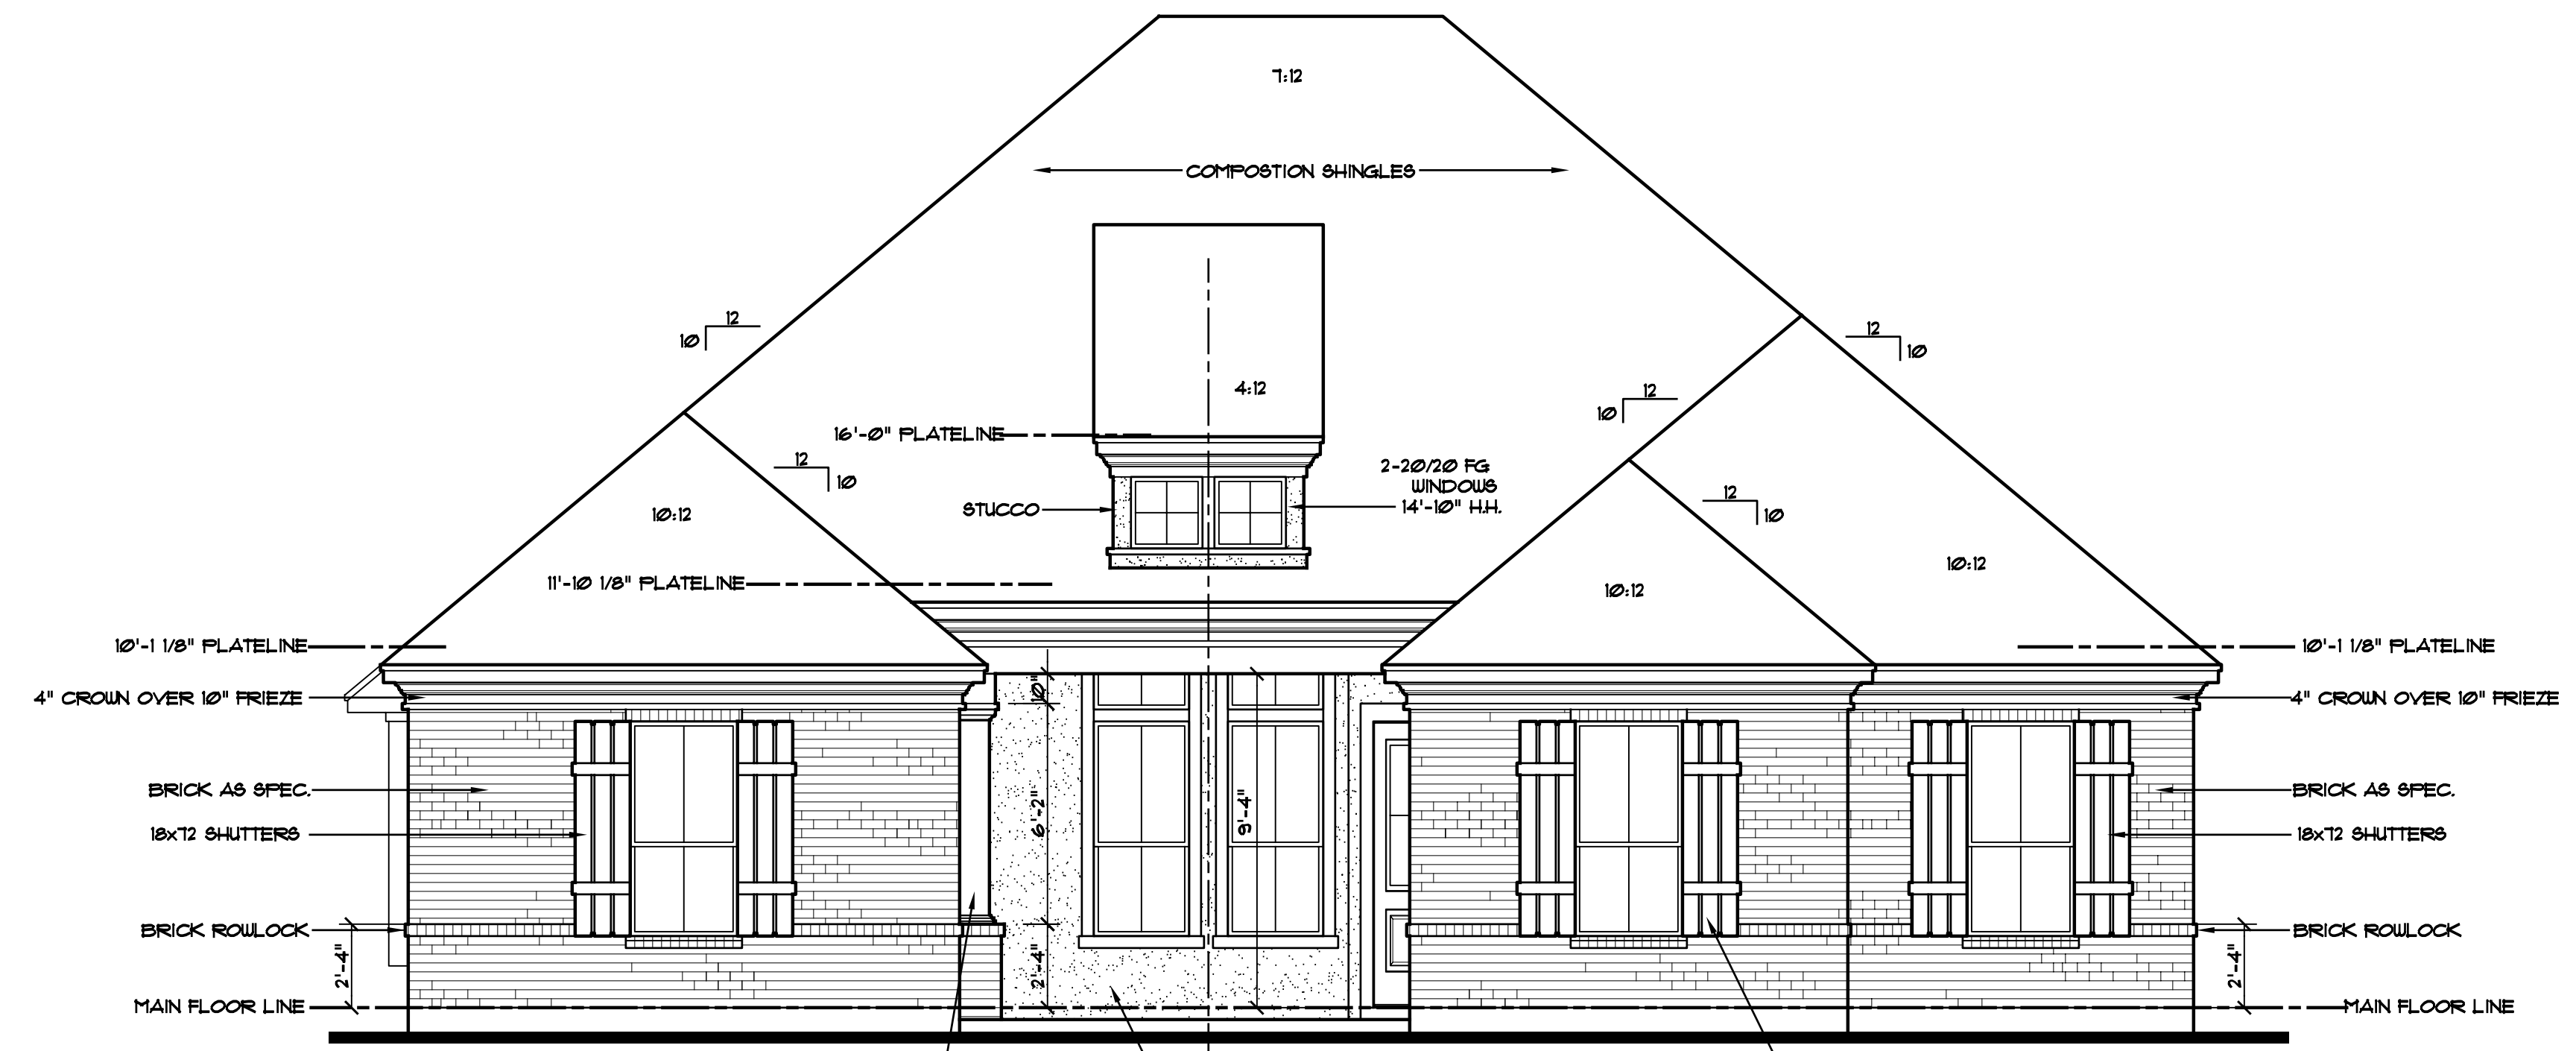 7:12
COMPOSTION SHINGLES
12
10
12
10
4:12
12
10
16'-0" PLATELINE
12
10
2-20/20 FG
WINDOWS
14'-10" H.H.
STUCCO
12
10
10:12
10:12
11'-10 1/8" PLATELINE
10:12
10'-1 1/8" PLATELINE
10'-1 1/8" PLATELINE
10"
4" CROWN OVER 10" FRIEZE
4" CROWN OVER 10" FRIEZE
BRICK AS SPEC.
BRICK AS SPEC.
6'-2"
9'-4"
18x72 SHUTTERS
18x72 SHUTTERS
BRICK ROWLOCK
BRICK ROWLOCK
2'-4"
2'-4"
2'-4"
MAIN FLOOR LINE
MAIN FLOOR LINE